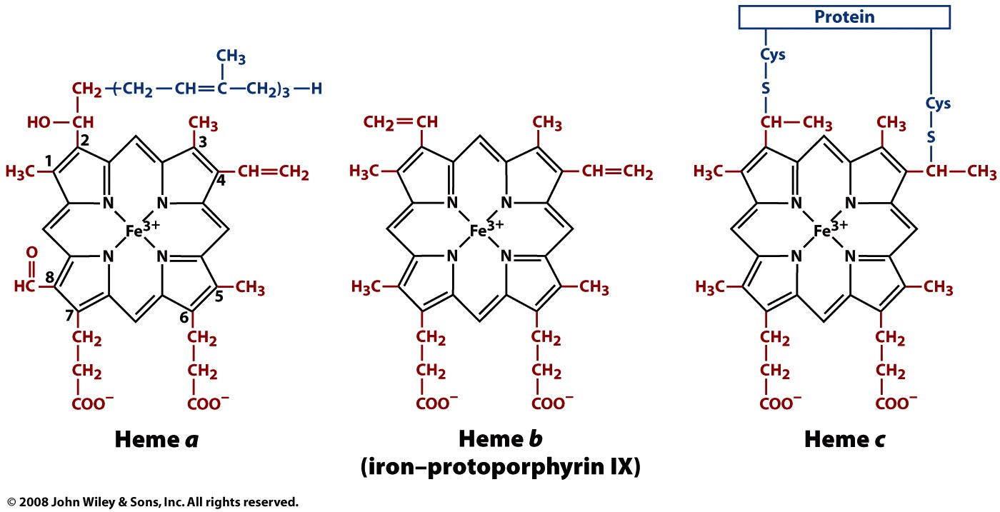 Protein
CH3
Cys
CH2—(CH2—CH=C—CH2)3—H
S
Cys
HO—CH
CH3
CH2=CH
CH3
CH—CH3
CH3
S
2
3
1
H3C
4
CH=CH2
H3C
CH=CH2
H3C
CH—CH3
N
N
N
N
N
N
Fe3+
Fe3+
Fe3+
O
N
N
N
N
N
N
8
HC
5
CH3
H3C
CH3
H3C
CH3
7
6
CH2
CH2
CH2
CH2
CH2
CH2
CH2
CH2
CH2
CH2
CH2
CH2
COO−
COO−
COO−
COO−
COO−
COO−
Heme a
Heme b
Heme c
(iron–protoporphyrin IX)
© 2008 John Wiley & Sons, Inc. All rights reserved.